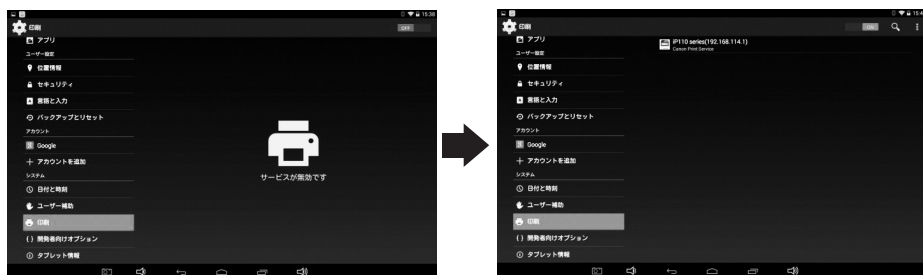 15:38
印刷
OFF
アプリ
ユーザー設定
位置情報
セキュリティ
言語と入力
バックアップとリセット
アカウント
Google
アカウントを追加
システム
日付と時刻
ユーザー補助
印刷
開発者向けオプション
タブレット情報
サービスが無効です
印刷
ON
アプリ
ユーザー設定
位置情報
セキュリティ
言語と入力
バックアップとリセット
アカウント
Google
アカウントを追加
システム
日付と時刻
ユーザー補助
印刷
開発者向けオプション
タブレット情報
iP110 series(192.168.114.1)
Canon Print Service